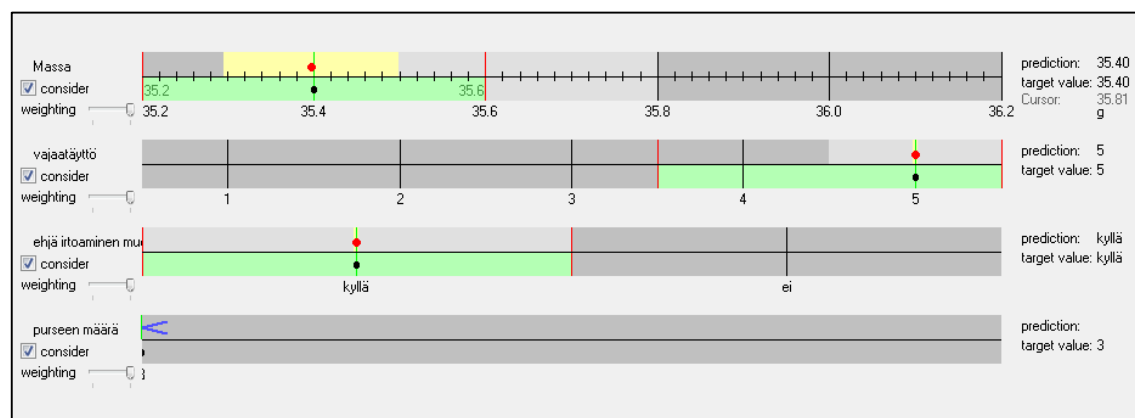 Massa
consider
weighting
35.2 35.6
35.2 35.4 35.6 35.8 36.0 36.2
prediction: 35.40
target value: 35.40
Cursor: 35.81
g
vajaatäyttö
consider
weighting
1 2 3 4 5
prediction: 5
target value: 5
ehjä irtoaminen
consider
weighting
kyllä ei
prediction: kyllä
target value: kyllä
purseen määrä
consider
weighting
prediction:
target value: 3